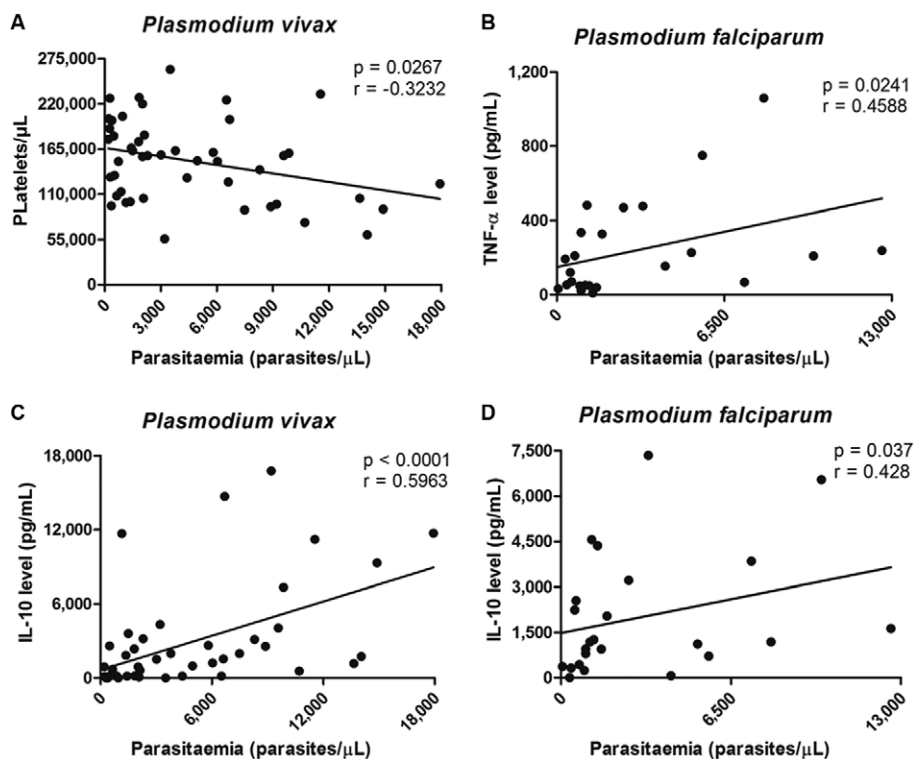 A
Plasmodium vivax
p = 0.0267
r = -0.3232
PLatelets/μL
275,000
220,000
165,000
110,000
55,000
0
0
3,000
6,000
9,000
12,000
15,000
18,000
Parasitaemia (parasites/μL)
B
Plasmodium falciparum
p = 0.0241
r = 0.4588
TNF-α level (pg/mL)
1,200
800
400
0
0
6,500
13,000
Parasitaemia (parasites/μL)
C
Plasmodium vivax
p < 0.0001
r = 0.5963
IL-10 level (pg/mL)
18,000
12,000
6,000
0
0
6,000
12,000
18,000
Parasitaemia (parasites/μL)
D
Plasmodium falciparum
p = 0.037
r = 0.428
IL-10 level (pg/mL)
7,500
6,000
4,500
3,000
1,500
0
0
6,500
13,000
Parasitaemia (parasites/μL)